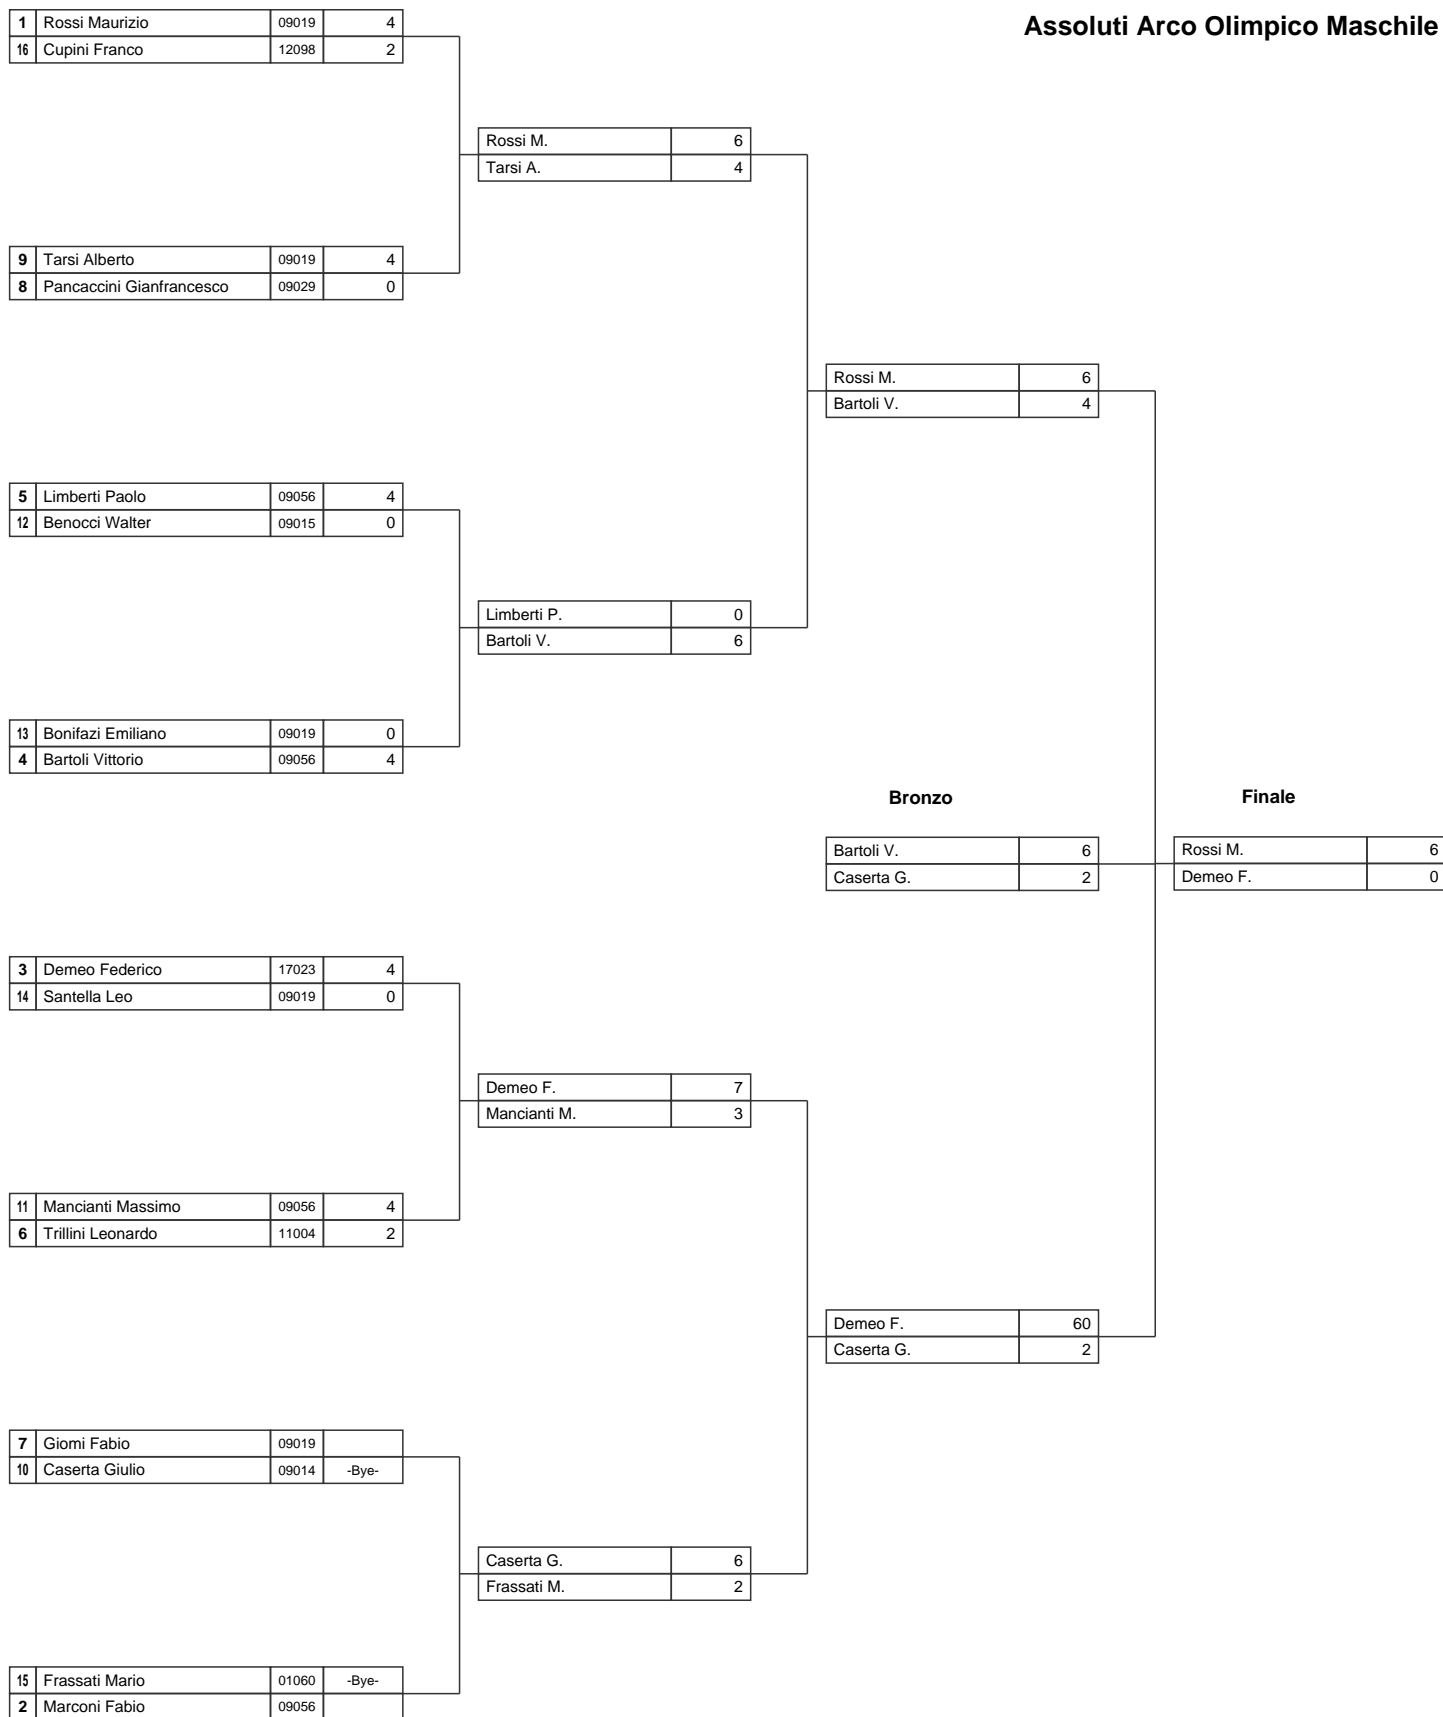 Assoluti Arco Olimpico Maschile
1 Rossi Maurizio 09019 4
16 Cupini Franco 12098 2
Rossi M. 6
Tarsi A. 4
9 Tarsi Alberto 09019 4
8 Pancaccini Gianfrancesco 09029 0
Rossi M. 6
Bartoli V. 4
5 Limberti Paolo 09056 4
12 Benocci Walter 09015 0
Limberti P. 0
Bartoli V. 6
13 Bonifazi Emiliano 09019 0
4 Bartoli Vittorio 09056 4
Bronzo Finale
Bartoli V. 6 Rossi M. 6
Caserta G. 2 Demeo F. 0
3 Demeo Federico 17023 4
14 Santella Leo 09019 0
Demeo F. 7
Mancianti M. 3
11 Mancianti Massimo 09056 4
6 Trillini Leonardo 11004 2
Demeo F. 60
Caserta G. 2
7 Giomi Fabio 09019
10 Caserta Giulio 09014 -Bye-
Caserta G. 6
Frassati M. 2
15 Frassati Mario 01060 -Bye-
2 Marconi Fabio 09056